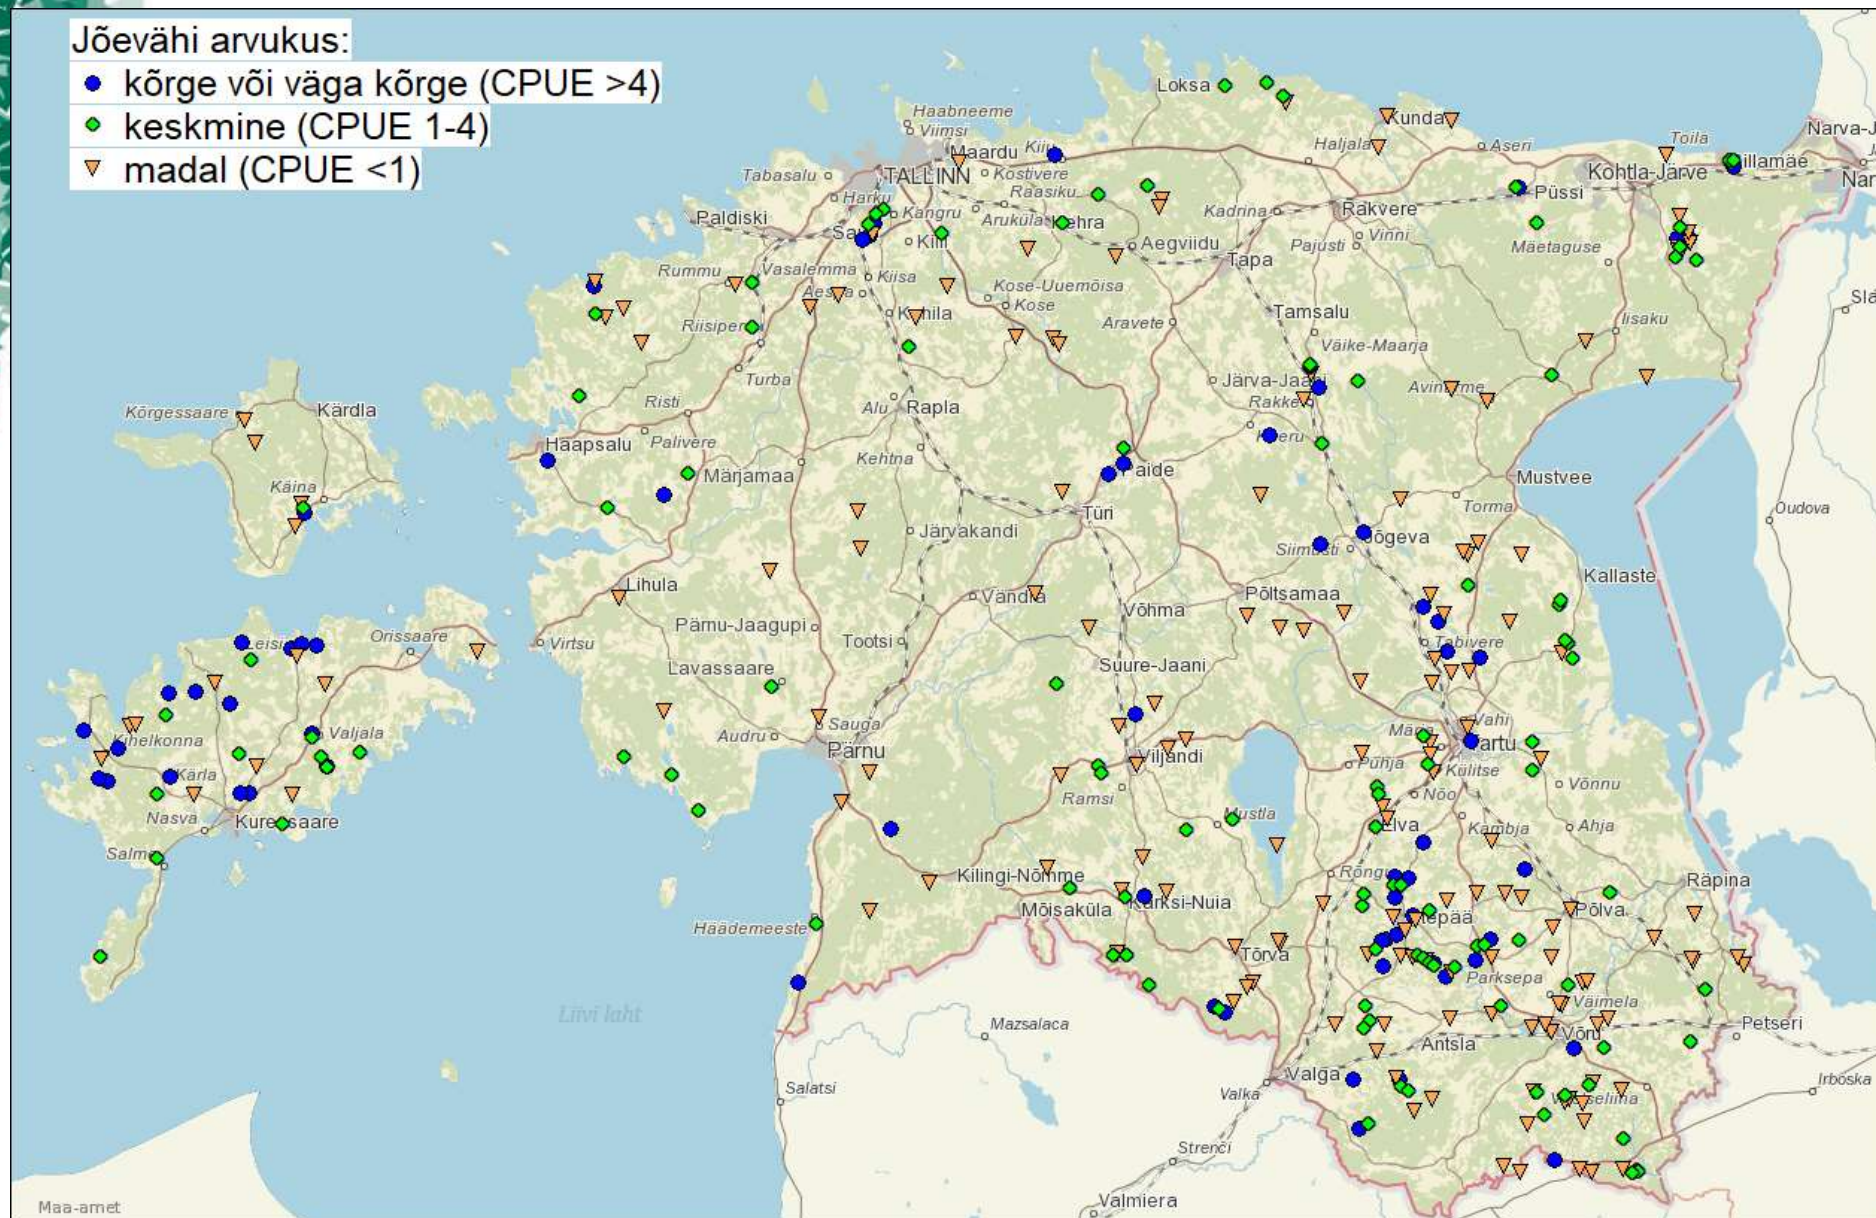 Jõevähi arvukus:
kõrge või väga kõrge (CPUE >4)
keskmine (CPUE 1-4)
madal (CPUE <1)
Loksa
Haabneeme
Viimsi
Kunda
Narva-J
Maardu
Haljala
Aseri
Toila
TALLINN
Kostivere
Kohtla-Järve
Tabasalu
Raasiku
Püssi
Nar
Harku
Paldiski
Kangru
Aruküla
Kehra
Kadrina
Rakvere
Kiili
Aegviidu
Pajusti
Vinni
Mäetaguse
Rummu
Vasalemma
Kiisa
Tapa
Kose-Uuemõisa
Kose
Kohila
Riisipere
Aravete
Tamsalu
Iisaku
Väike-Maarja
Turba
Järva-Jaani
Avinurme
Kõrgessaare
Kärdla
Risti
Alu
Rapla
Rakke
Haapsalu
Palivere
Kehtna
Märjamaa
Paide
Mustvee
Käina
Türi
Torma
Oudova
Järvakandi
Siimusti
Jõgeva
Kallaste
Lihula
Vändra
Põltsamaa
Võhma
Pärnu-Jaagupi
Leisi
Orissaare
Virtsu
Tootsi
Tabivere
Lavassaare
Suure-Jaani
Sauga
Vahi
Kihelkonna
Valjala
Audru
Pärnu
Tartu
Viljandi
Puhja
Külitse
Kärla
Võnnu
Ramsi
Nõo
Nasva
Kuressaare
Mustla
Elva
Kambja
Ahja
Salme
Kilingi-Nõmme
Rõngu
Räpina
Mõisaküla
Karksi-Nuia
Otepää
Põlva
Häädemeeste
Tõrva
Parksepa
Liivi laht
Väimela
Mazsalaca
Võru
Petseri
Antsla
Valga
Salatsi
Valka
Irboska
Vastseliina
Strenči
Valmiera
Maa-amet